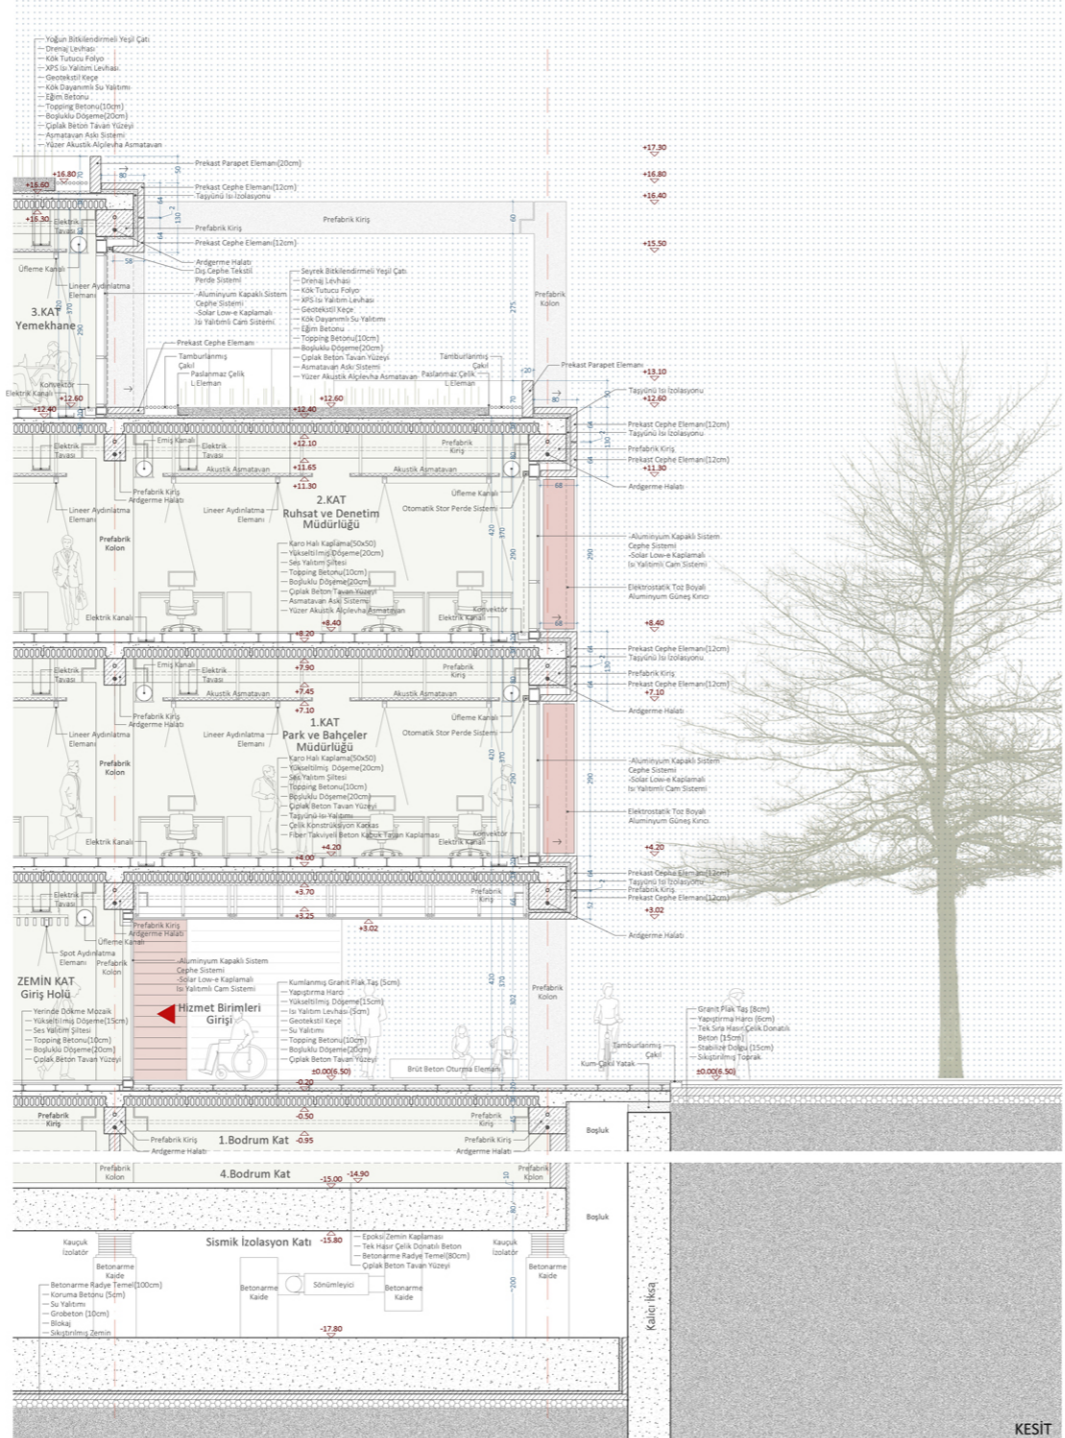 Yoğun Bitkilendirmeli Yeşil Çatı
Drenaj Levhası
Kök Tutucu Folyo
XPS Isı Yalıtım Levhası
Geotekstil Keçe
Kök Dayanımlı Su Yalıtımı
Eğim Betonu
Topping Betonu(10cm)
Boşluklu Döşeme(20cm)
Çıplak Beton Tavan Yüzeyi
Asmatavan Askı Sistemi
Yüzer Akustik Alçılevha Asmatavan
+17.30
+16.80
+16.40
+15.50
Prekast Parapet Elemanı(20cm)
+16.80
+16.60
+16.30
Prekast Cephe Elemanı(12cm)
Taşyünü Isı İzolasyonu
Prefabrik Kiriş
Elektrik
Tavası
Prefabrik Kiriş
Prekast Cephe Elemanı(12cm)
Üfleme Kanalı
Ardgerme Halatı
Dış Cephe Tekstil
Perde Sistemi
Lineer Aydınlatma
Elemanı
-Aluminyum Kapaklı Sistem
Cephe Sistemi
-Solar Low-e Kaplamalı
Isı Yalıtımlı Cam Sistemi
Seyrek Bitkilendirmeli Yeşil Çatı
Drenaj Levhası
Kök Tutucu Folyo
XPS Isı Yalıtım Levhası
Geotekstil Keçe
Kök Dayanımlı Su Yalıtımı
Eğim Betonu
Topping Betonu(10cm)
Boşluklu Döşeme(20cm)
Çıplak Beton Tavan Yüzeyi
Asmatavan Askı Sistemi
Yüzer Akustik Alçılevha Asmatavan
Prefabrik
Kolon
3.KAT
Yemekhane
Prekast Cephe Elemanı
Tamburlanmış
Çakıl
Paslanmaz Çelik
L Eleman
Tamburlanmış
Çakıl
Paslanmaz Çelik
L Eleman
Prekast Parapet Elemanı
Konvektör
Elektrik Kanalı
+12.60
+12.40
+12.60
+12.40
+13.10
+12.60
Taşyünü Isı İzolasyonu
Prekast Cephe Elemanı(12cm)
Taşyünü Isı İzolasyonu
Prefabrik Kiriş
Prekast Cephe Elemanı(12cm)
+11.30
Ardgerme Halatı
Elektrik
Tavası
Emiş Kanalı
Elektrik
Tavası
+12.10
+11.65
+11.30
Prefabrik
Kiriş
Akustik Asmatavan
Akustik Asmatavan
Prefabrik Kiriş
Ardgerme Halatı
Üfleme Kanalı
Otomatik Stor Perde Sistemi
Lineer Aydınlatma
Elemanı
Lineer Aydınlatma
Elemanı
2.KAT
Ruhsat ve Denetim
Müdürlüğü
Prefabrik
Kolon
Karo Halı Kaplama(50x50)
Yükseltilmiş Döşeme(20cm)
Ses Yalıtım Şiltesi
Topping Betonu(10cm)
Boşluklu Döşeme(20cm)
Çıplak Beton Tavan Yüzeyi
Asmatavan Askı Sistemi
Yüzer Akustik Alçılevha Asmatavan
-Aluminyum Kapaklı Sistem
Cephe Sistemi
-Solar Low-e Kaplamalı
Isı Yalıtımlı Cam Sistemi
Elektrostatik Toz Boyalı
Aluminyum Güneş Kırıcı
Elektrik Kanalı
Konvektör
Elektrik Kanalı
+8.40
+8.20
+8.40
Prekast Cephe Elemanı(12cm)
Taşyünü Isı İzolasyonu
Prefabrik Kiriş
Prekast Cephe Elemanı(12cm)
+7.10
Ardgerme Halatı
Elektrik
Tavası
Emiş Kanalı
Elektrik
Tavası
+7.90
+7.45
+7.10
Prefabrik
Kiriş
Akustik Asmatavan
Akustik Asmatavan
Prefabrik Kiriş
Ardgerme Halatı
Üfleme Kanalı
Otomatik Stor Perde Sistemi
Lineer Aydınlatma
Elemanı
Lineer Aydınlatma
Elemanı
1.KAT
Park ve Bahçeler
Müdürlüğü
Prefabrik
Kolon
Karo Halı Kaplama(50x50)
Yükseltilmiş Döşeme(20cm)
Ses Yalıtım Şiltesi
Topping Betonu(10cm)
Boşluklu Döşeme(20cm)
Çıplak Beton Tavan Yüzeyi
Taşyünü Isı Yalıtımı
Çelik Konstrüksiyon Karkas
Fiber Takviyeli Beton Kabuk Tavan Kaplaması
-Aluminyum Kapaklı Sistem
Cephe Sistemi
-Solar Low-e Kaplamalı
Isı Yalıtımlı Cam Sistemi
Elektrostatik Toz Boyalı
Aluminyum Güneş Kırıcı
Elektrik Kanalı
Konvektör
Elektrik Kanalı
+4.20
+4.00
+4.20
Prekast Cephe Elemanı(12cm)
Taşyünü Isı İzolasyonu
Prefabrik Kiriş
Prekast Cephe Elemanı(12cm)
+3.02
Ardgerme Halatı
Elektrik
Tavası
+3.70
+3.25
+3.02
Prefabrik
Kiriş
Prefabrik Kiriş
Ardgerme Halatı
Üfleme Kanalı
Spot Aydınlatma
Elemanı
Prefabrik
Kolon
-Aluminyum Kapaklı Sistem
Cephe Sistemi
-Solar Low-e Kaplamalı
Isı Yalıtımlı Cam Sistemi
ZEMİN KAT
Giriş Holü
Yerinde Dökme Mozaik
Yükseltilmiş Döşeme(15cm)
Ses Yalıtım Şiltesi
Topping Betonu(10cm)
Boşluklu Döşeme(20cm)
Çıplak Beton Tavan Yüzeyi
Hizmet Birimleri
Girişi
Kumlanmış Granit Plak Taş (5cm)
Yapıştırma Harcı
Yükseltilmiş Döşeme(15cm)
Isı Yalıtım Levhası (5cm)
Geotekstil Keçe
Su Yalıtımı
Topping Betonu(10cm)
Boşluklu Döşeme(20cm)
Çıplak Beton Tavan Yüzeyi
Prefabrik
Kolon
Brüt Beton Oturma Elemanı
Tamburlanmış
Çakıl
Kum-Çakıl Yatak
Granit Plak Taş (8cm)
Yapıştırma Harcı (6cm)
Tek Sıra Hasır Çelik Donatılı
Beton (15cm)
Stabilize Dolgu (15cm)
Sıkıştırılmış Toprak
±0.00(6.50)
±0.00(6.50)
-0.20
Prefabrik
Kiriş
-0.50
-0.95
Prefabrik
Kiriş
Prefabrik Kiriş
Ardgerme Halatı
Prefabrik Kiriş
Ardgerme Halatı
1.Bodrum Kat
Boşluk
4.Bodrum Kat
Prefabrik
Kolon
Prefabrik
Kolon
-15.00
-14.90
Boşluk
Sismik İzolasyon Katı
-15.80
Epoksi Zemin Kaplaması
Tek Hasır Çelik Donatılı Beton
Betonarme Radye Temel(80cm)
Çıplak Beton Tavan Yüzeyi
Kauçuk
İzolatör
Kauçuk
İzolatör
Betonarme
Kaide
Betonarme
Kaide
Sönümleyici
Betonarme
Kaide
Betonarme
Kaide
Betonarme Radye Temel(100cm)
Koruma Betonu (5cm)
Su Yalıtımı
Grobeton (10cm)
Blokaj
Sıkıştırılmış Zemin
-17.80
Kalıcı İksa
KESİT